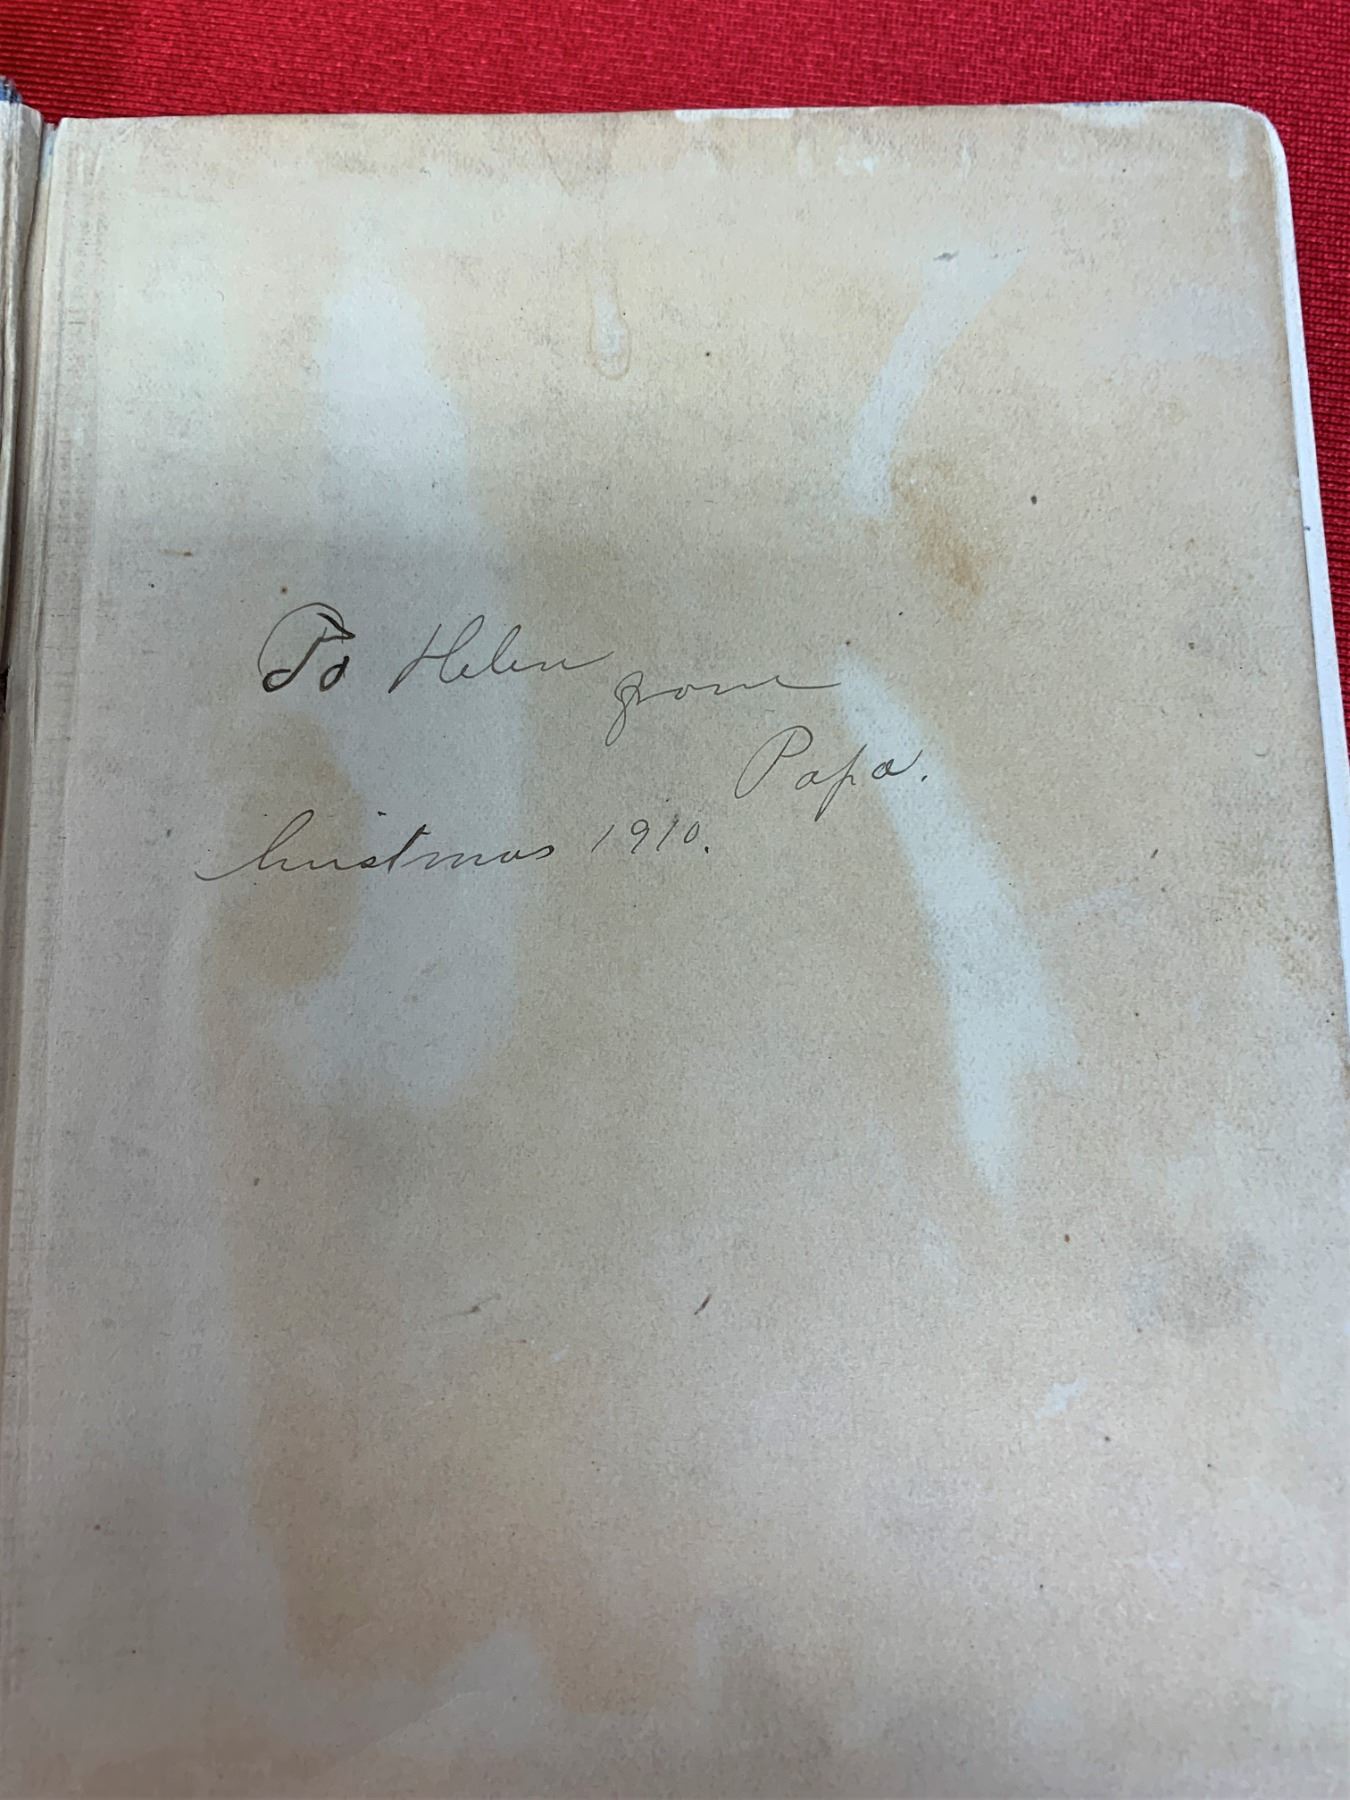 To Helen from
Papa.
Christmas 1910.